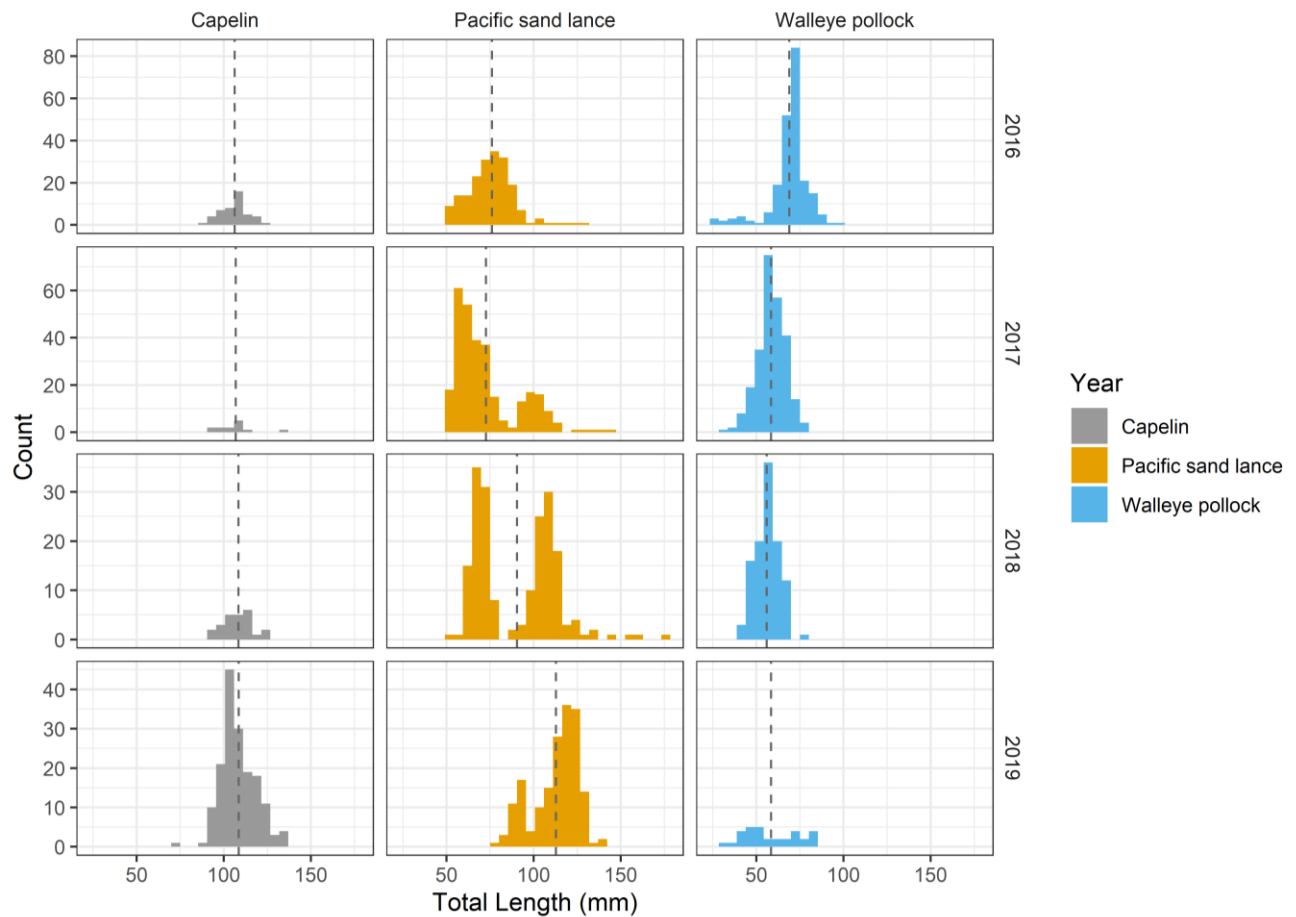 Capelin Pacific sand lance Walleye pollock
80
60
40
20
0
2016
60
40
20
0
2017
30
20
10
0
2018
40
30
20
10
0
2019
50 100 150 50 100 150 50 100 150
Total Length (mm)
Count
Year
Capelin
Pacific sand lance
Walleye pollock